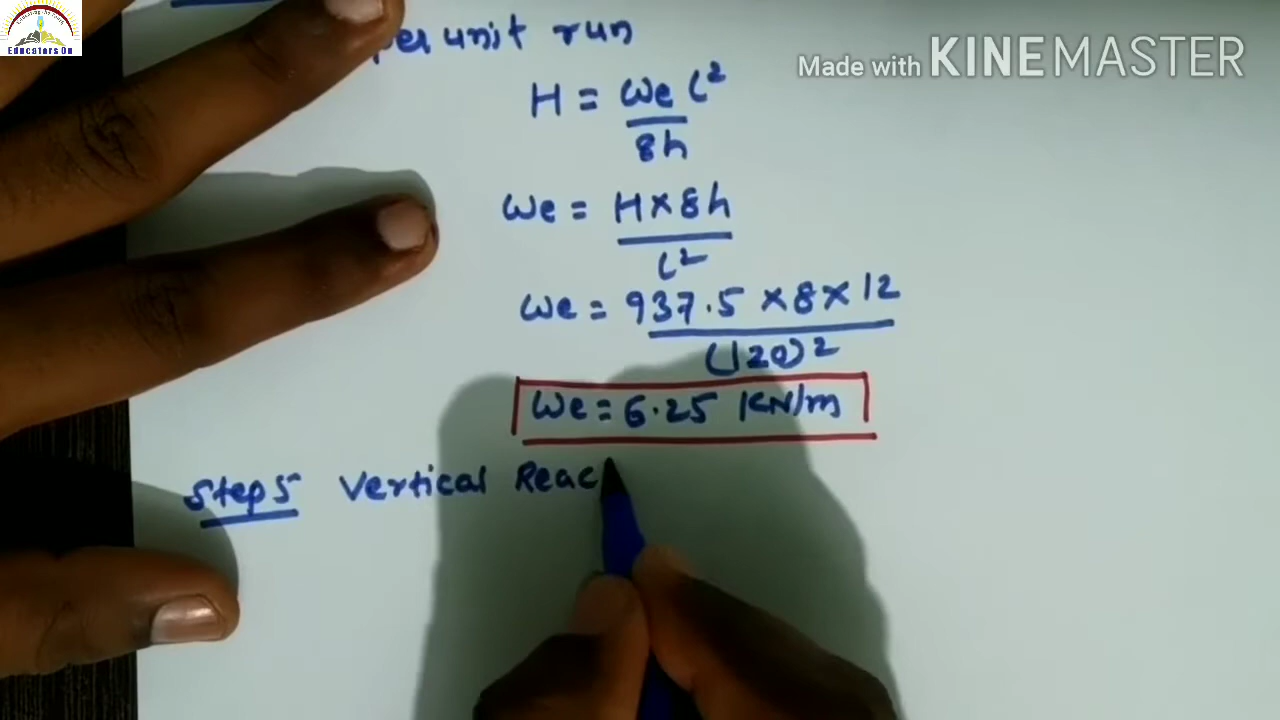 Educators On
Made with KINEMASTER
per unit run
H = We l²
8h
We = H×8h
l²
We = 937.5 ×8×12
(120)²
We = 6.25 KN/m
Step 5 Vertical Reac